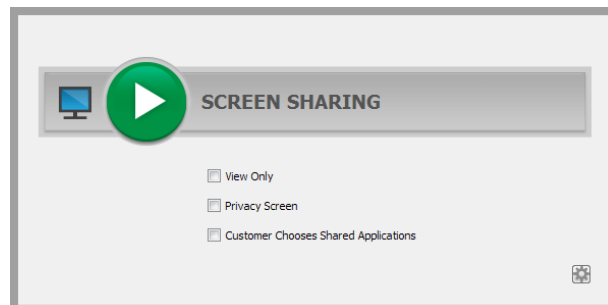 SCREEN SHARING
View Only
Privacy Screen
Customer Chooses Shared Applications